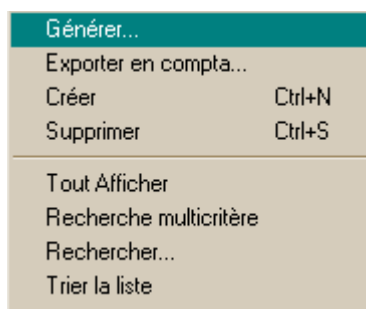 Générer...
Exporter en compta...
Créer Ctrl+N
Supprimer Ctrl+S
Tout Afficher
Recherche multicritère
Rechercher...
Trier la liste